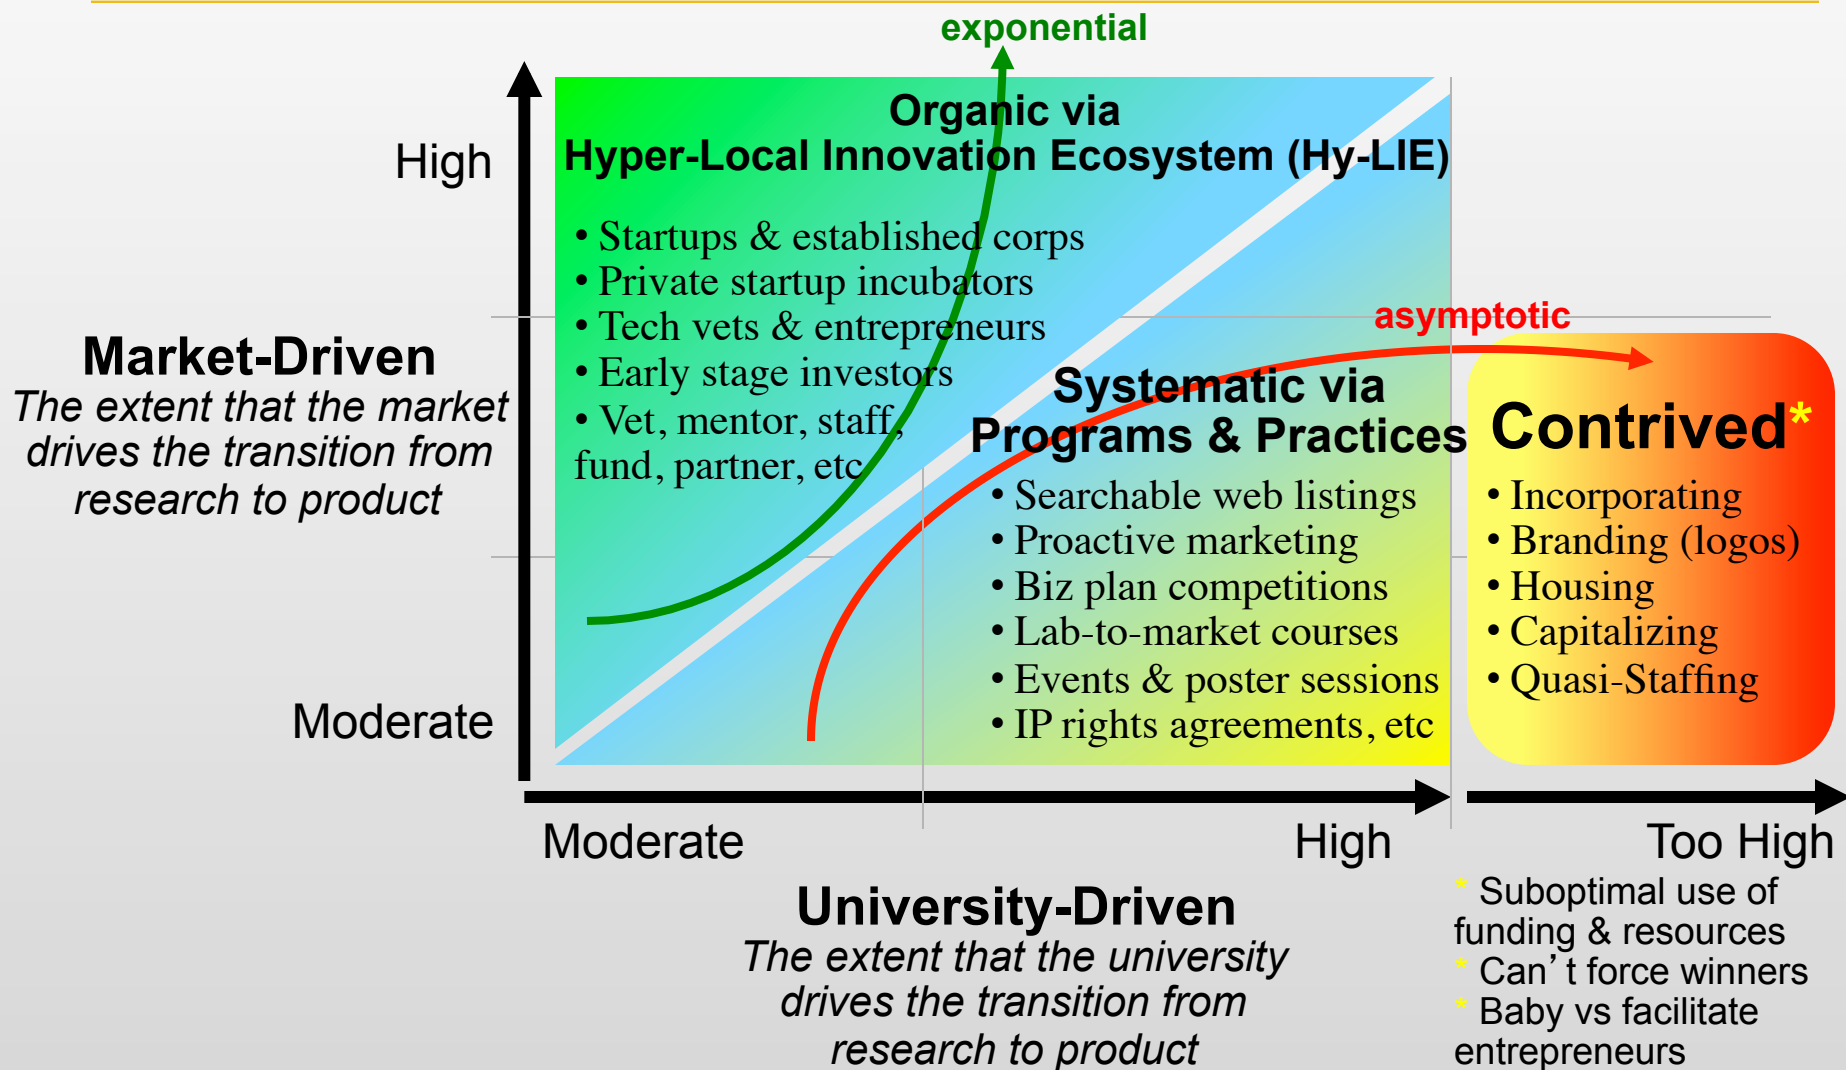 exponential
Organic via
Hyper-Local Innovation Ecosystem (Hy-LIE)
High
• Startups & established corps
• Private startup incubators
• Tech vets & entrepreneurs
• Early stage investors
• Vet, mentor, staff,
fund, partner, etc
Market-Driven
The extent that the market
drives the transition from
research to product
asymptotic
Systematic via
Programs & Practices
• Searchable web listings
• Proactive marketing
• Biz plan competitions
• Lab-to-market courses
• Events & poster sessions
• IP rights agreements, etc
Contrived*
• Incorporating
• Branding (logos)
• Housing
• Capitalizing
• Quasi-Staffing
Moderate
Moderate
High
Too High
University-Driven
The extent that the university
drives the transition from
research to product
* Suboptimal use of
funding & resources
* Can’t force winners
* Baby vs facilitate
entrepreneurs